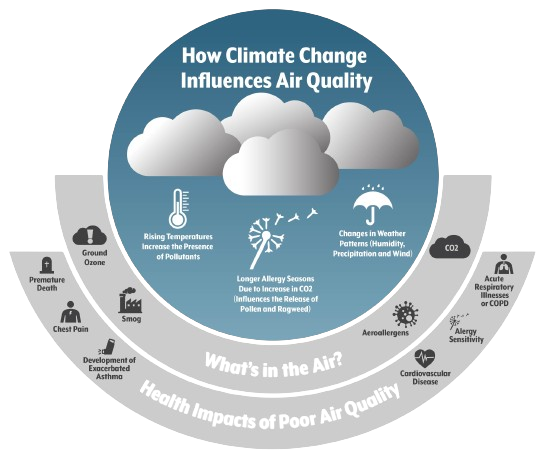 How Climate Change
Influences Air Quality
Rising Temperatures
Increase the Presence
of Pollutants
Longer Allergy Seasons
Due to Increase in CO2
(Influences the Release of
Pollen and Ragweed)
Changes in Weather
Patterns (Humidity,
Precipitation and Wind)
Ground
Ozone
Smog
Aeroallergens
CO2
What's in the Air?
Premature
Death
Chest Pain
Development of
Exacerbated
Asthma
Cardiovascular
Disease
Alergy
Sensitivity
Acute
Respiratory
Illnesses
or COPD
Health Impacts of Poor Air Quality